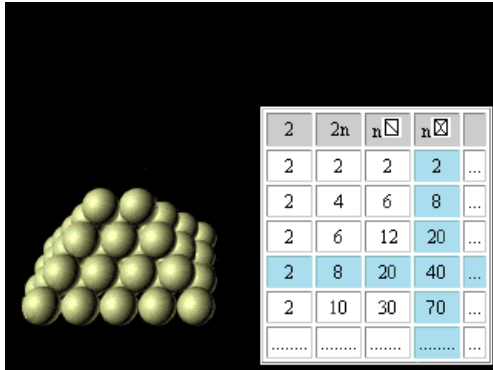 2 2n n⧅ n⊠
2 2 2 2 ...
2 4 6 8 ...
2 6 12 20 ...
2 8 20 40 ...
2 10 30 70 ...
........ ........ ....... ........ ...